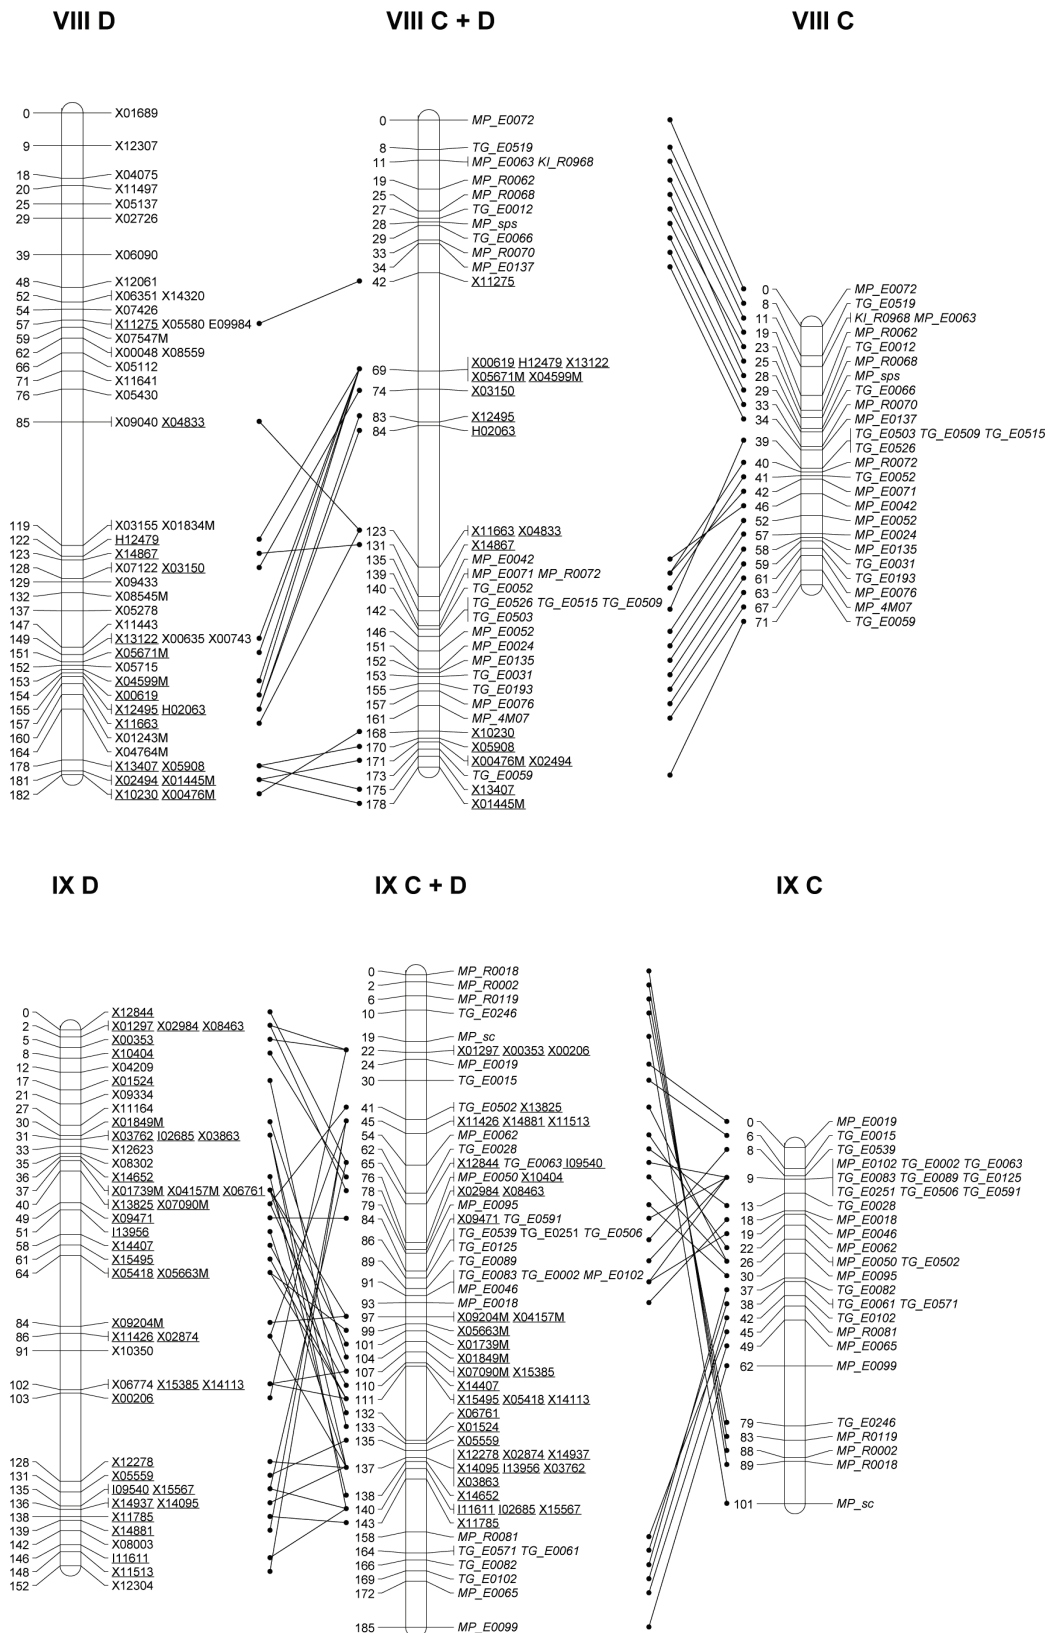 VIII D
VIII C + D
VIII C
0 X01689
9 X12307
18 X04075
20 X11497
25 X05137
29 X02726
39 X06090
48 X12061
52 X06351 X14320
54 X07426
57 X11275 X05580 E09984
59 X07547M
62 X00048 X08559
66 X05112
71 X11641
76 X05430
85 X09040 X04833
119 X03155 X01834M
122 H12479
123 X14867
128 X07122 X03150
129 X09433
132 X08545M
137 X05278
147 X11443
149 X13122 X00635 X00743
151 X05671M
152 X05715
153 X04599M
154 X00619
155 X12495 H02063
157 X11663
160 X01243M
164 X04764M
178 X13407 X05908
181 X02494 X01445M
182 X10230 X00476M
0 MP_E0072
8 TG_E0519
11 MP_E0063 KI_R0968
19 MP_R0062
25 MP_R0068
27 TG_E0012
28 MP_sps
29 TG_E0066
33 MP_R0070
34 MP_E0137
42 X11275
69 X00619 H12479 X13122
X05671M X04599M
74 X03150
83 X12495
84 H02063
123 X11663 X04833
131 X14867
135 MP_E0042
139 MP_E0071 MP_R0072
140 TG_E0052
142 TG_E0526 TG_E0515 TG_E0509
TG_E0503
146 MP_E0052
151 MP_E0024
152 MP_E0135
153 TG_E0031
155 TG_E0193
157 MP_E0076
161 MP_4M07
168 X10230
170 X05908
171 X00476M X02494
173 TG_E0059
175 X13407
178 X01445M
0 MP_E0072
8 TG_E0519
11 KI_R0968 MP_E0063
19 MP_R0062
23 TG_E0012
25 MP_R0068
28 MP_sps
29 TG_E0066
33 MP_R0070
34 MP_E0137
39 TG_E0503 TG_E0509 TG_E0515
TG_E0526
40 MP_R0072
41 TG_E0052
42 MP_E0071
46 MP_E0042
52 MP_E0052
57 MP_E0024
58 MP_E0135
59 TG_E0031
61 TG_E0193
63 MP_E0076
67 MP_4M07
71 TG_E0059
IX D
IX C + D
IX C
0 X12844
2 X01297 X02984 X08463
5 X00353
8 X10404
12 X04209
17 X01524
21 X09334
27 X11164
30 X01849M
31 X03762 I02685 X03863
33 X12623
35 X08302
36 X14652
37 X01739M X04157M X06761
40 X13825 X07090M
49 X09471
51 I13956
58 X14407
61 X15495
64 X05418 X05663M
84 X09204M
86 X11426 X02874
91 X10350
102 X06774 X15385 X14113
103 X00206
128 X12278
131 X05559
135 I09540 X15567
136 X14937 X14095
138 X11785
139 X14881
142 X08003
146 I11611
148 X11513
152 X12304
0 MP_R0018
2 MP_R0002
6 MP_R0119
10 TG_E0246
19 MP_sc
22 X01297 X00353 X00206
24 MP_E0019
30 TG_E0015
41 TG_E0502 X13825
45 X11426 X14881 X11513
54 MP_E0062
62 TG_E0028
65 X12844 TG_E0063 I09540
76 MP_E0050 X10404
78 X02984 X08463
79 MP_E0095
84 X09471 TG_E0591
86 TG_E0539 TG_E0251 TG_E0506
TG_E0125
89 TG_E0089
91 TG_E0083 TG_E0002 MP_E0102
MP_E0046
93 MP_E0018
97 X09204M X04157M
99 X05663M
101 X01739M
104 X01849M
107 X07090M X15385
110 X14407
111 X15495 X05418 X14113
132 X06761
133 X01524
135 X05559
137 X12278 X02874 X14937
X14095 I13956 X03762
X03863
138 X14652
140 I11611 I02685 X15567
143 X11785
158 MP_R0081
164 TG_E0571 TG_E0061
166 TG_E0082
169 TG_E0102
172 MP_E0065
185 MP_E0099
0 MP_E0019
6 TG_E0015
8 TG_E0539
9 MP_E0102 TG_E0002 TG_E0063
TG_E0083 TG_E0089 TG_E0125
TG_E0251 TG_E0506 TG_E0591
13 TG_E0028
18 MP_E0018
19 MP_E0046
22 MP_E0062
26 MP_E0050 TG_E0502
30 MP_E0095
37 TG_E0082
38 TG_E0061 TG_E0571
42 TG_E0102
45 MP_R0081
49 MP_E0065
62 MP_E0099
79 TG_E0246
83 MP_R0119
88 MP_R0002
89 MP_R0018
101 MP_sc